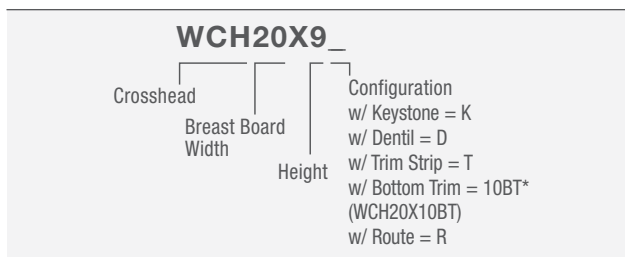 WCH20X9_
Crosshead
Breast Board
Width
Height
Configuration
w/ Keystone = K
w/ Dentil = D
w/ Trim Strip = T
w/ Bottom Trim = 10BT*
(WCH20X10BT)
w/ Route = R